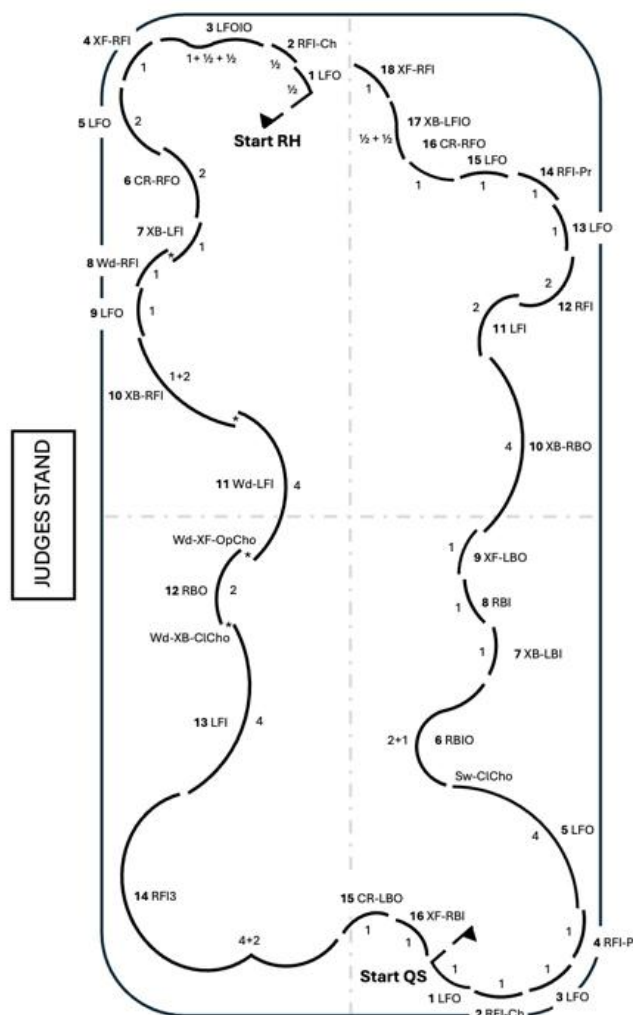 4 XF-RFI
3 LFOIO
2 RFI-Ch
1 LFO
1
1+ ½ + ½
½
½
Start RH
5 LFO
2
6 CR-RFO
2
7 XB-LFI
1
8 Wd-RFI
*
1
9 LFO
1
10 XB-RFI
1+2
*
11 Wd-LFI
4
Wd-XF-OpCho
*
12 RBO
2
Wd-XB-ClCho
*
13 LFI
4
14 RFI3
4+2
15 CR-LBO
1
16 XF-RBI
1
JUDGES STAND
18 XF-RFI
1
17 XB-LFIO
½ + ½
16 CR-RFO
1
15 LFO
1
14 RFI-Pr
1
13 LFO
1
12 RFI
2
11 LFI
2
10 XB-RBO
4
9 XF-LBO
1
8 RBI
1
7 XB-LBI
1
6 RBIO
2+1
Sw-ClCho
5 LFO
4
4 RFI-P
1
3 LFO
1
2 RFI-Ch
1
1 LFO
1
Start QS